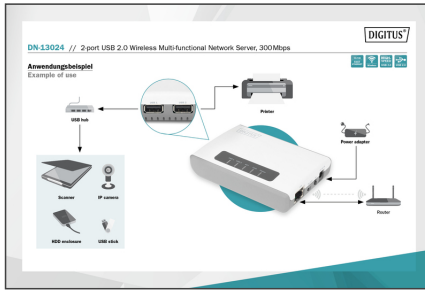 DIGITUS®
DN-13024 // 2-port USB 2.0 Wireless Multi-functional Network Server, 300Mbps
Anwendungsbeispiel
Example of use
USB hub
Printer
Power adapter
Scanner
IP camera
Router
HDD enclosure
USB stick